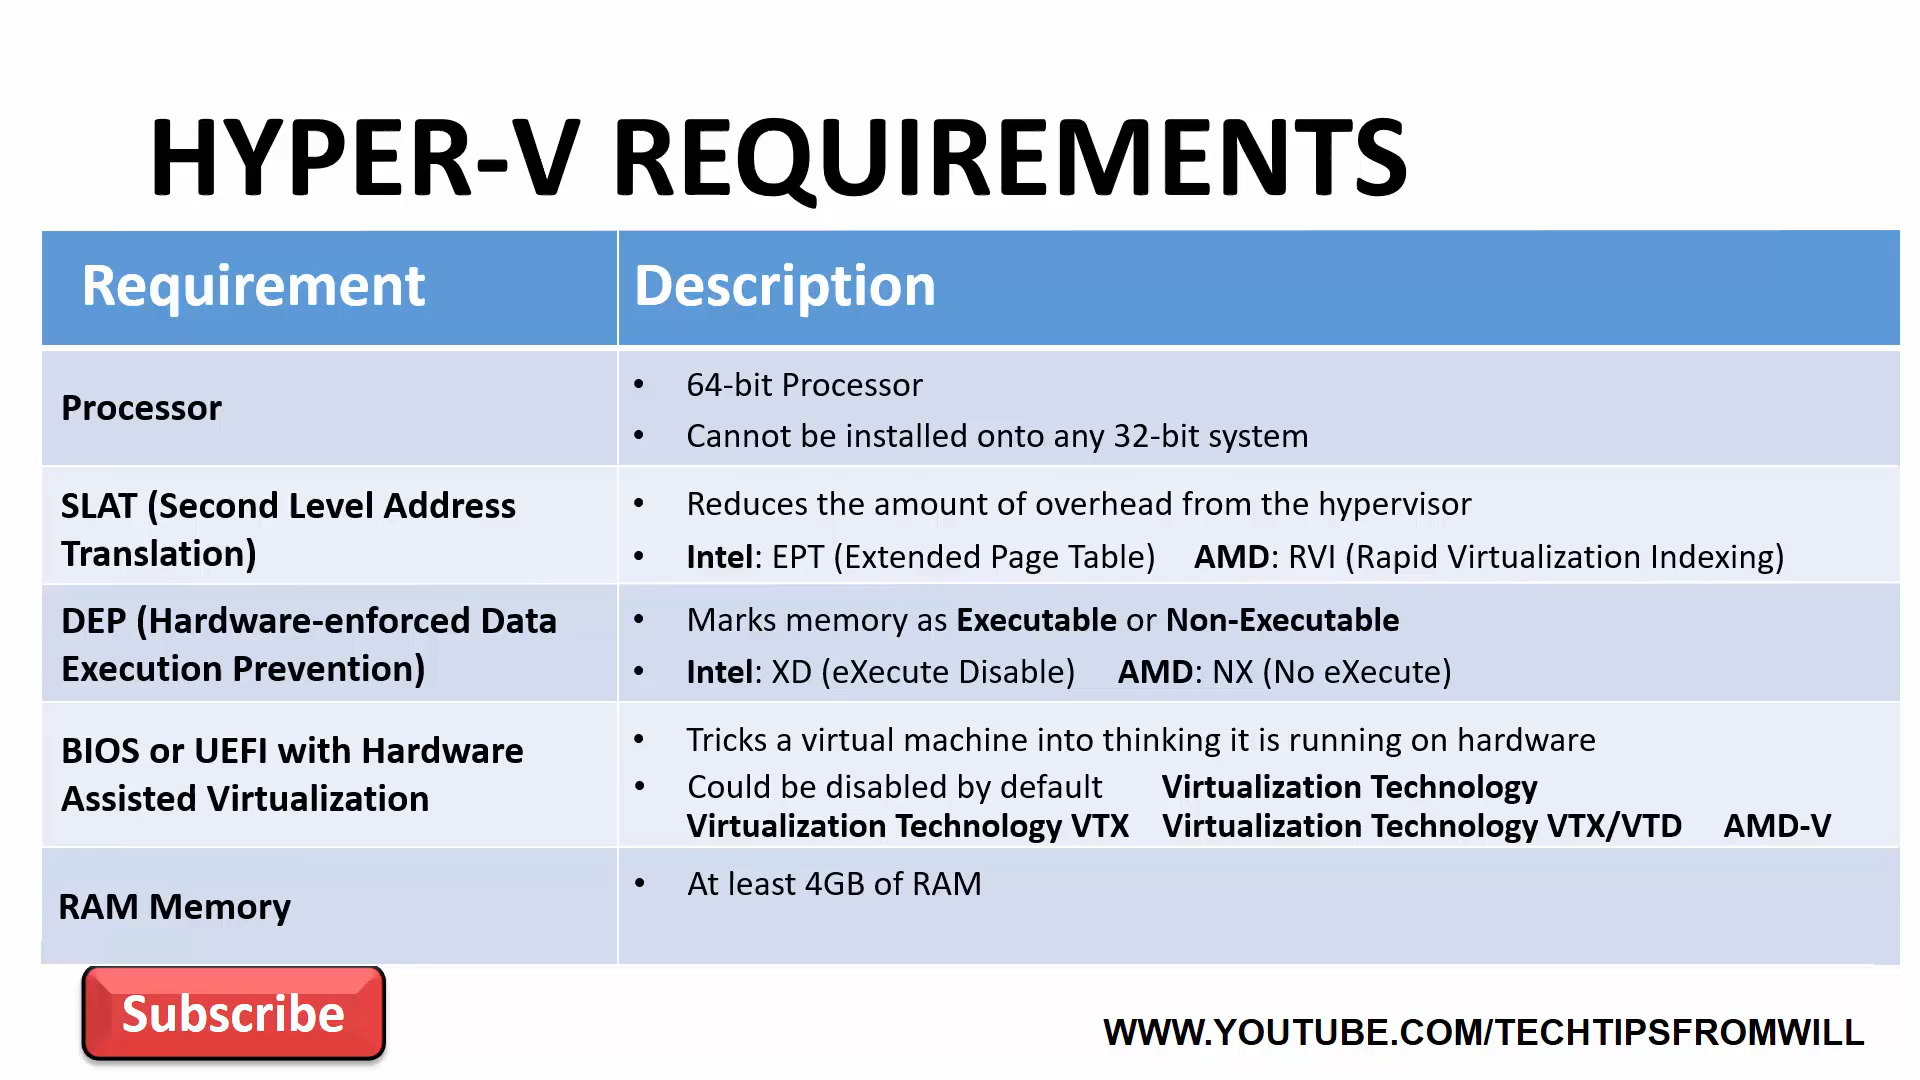 HYPER-V REQUIREMENTS
Requirement
Description
Processor
• 64-bit Processor
• Cannot be installed onto any 32-bit system
SLAT (Second Level Address
Translation)
• Reduces the amount of overhead from the hypervisor
• Intel: EPT (Extended Page Table) AMD: RVI (Rapid Virtualization Indexing)
DEP (Hardware-enforced Data
Execution Prevention)
• Marks memory as Executable or Non-Executable
• Intel: XD (eXecute Disable) AMD: NX (No eXecute)
BIOS or UEFI with Hardware
Assisted Virtualization
• Tricks a virtual machine into thinking it is running on hardware
• Could be disabled by default Virtualization Technology
Virtualization Technology VTX Virtualization Technology VTX/VTD AMD-V
RAM Memory
• At least 4GB of RAM
Subscribe
WWW.YOUTUBE.COM/TECHTIPSFROMWILL